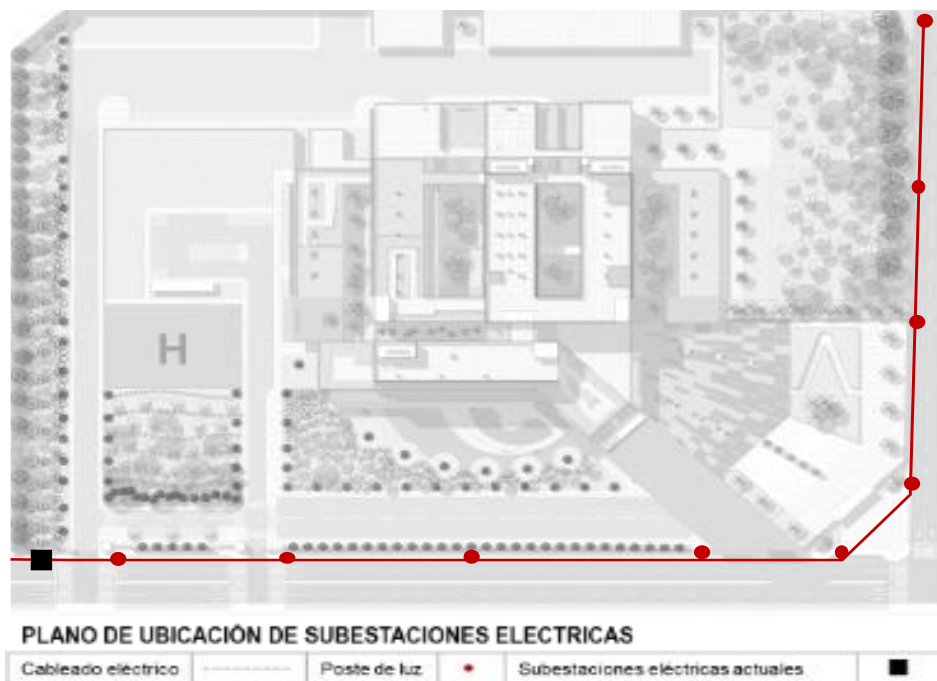 H
PLANO DE UBICACIÓN DE SUBESTACIONES ELECTRICAS
Cableado eléctrico Poste de luz Subestaciones eléctricas actuales